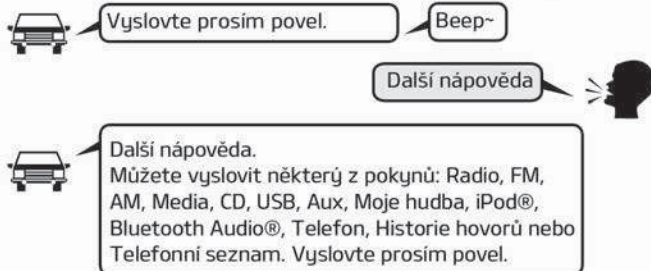 Vyslovte prosím povel.
Beep~
Další nápověda
Další nápověda.
Můžete vyslovit některý z pokynů: Radio, FM,
AM, Media, CD, USB, Aux, Moje hudba, iPod®,
Bluetooth Audio®, Telefon, Historie hovorů nebo
Telefonní seznam. Vyslovte prosím povel.